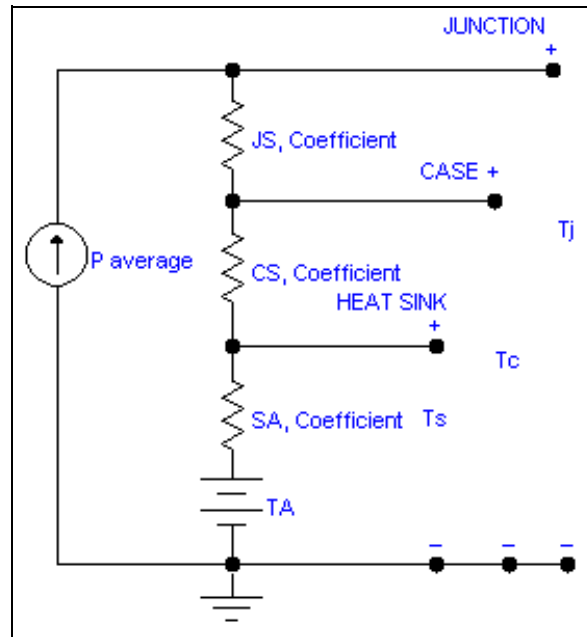 JUNCTION
+
JS, Coefficient
CASE +
Tj
P average
CS, Coefficient
HEAT SINK
+
Tc
SA, Coefficient Ts
TA
- - -